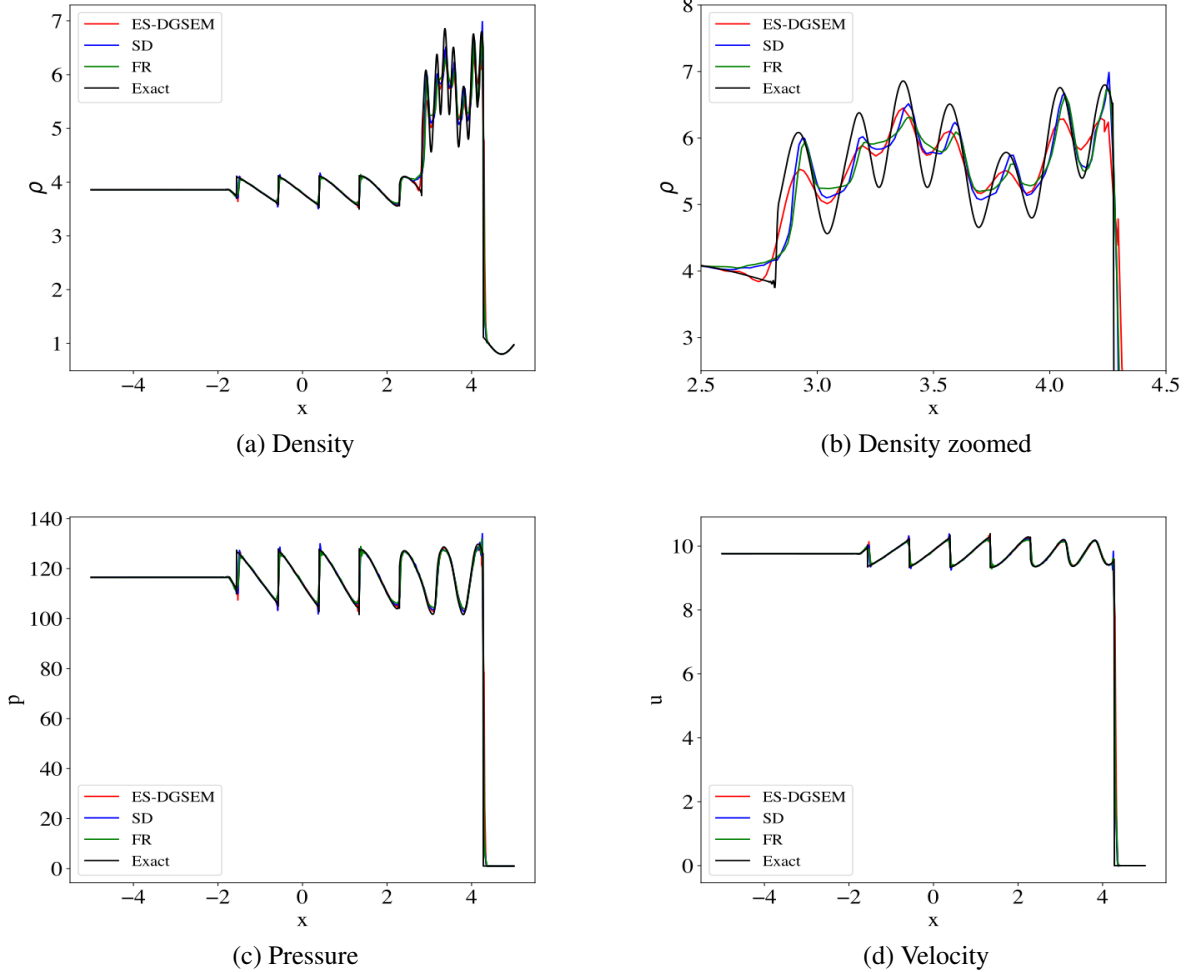 7
6
5
4
3
2
1
ρ
ES-DGSEM
SD
FR
Exact
−4 −2 0 2 4
x
(a) Density
8
7
6
5
4
3
ρ
ES-DGSEM
SD
FR
Exact
2.5 3.0 3.5 4.0 4.5
x
(b) Density zoomed
140
120
100
80
60
40
20
0
p
ES-DGSEM
SD
FR
Exact
−4 −2 0 2 4
x
(c) Pressure
10
8
6
4
2
0
u
ES-DGSEM
SD
FR
Exact
−4 −2 0 2 4
x
(d) Velocity